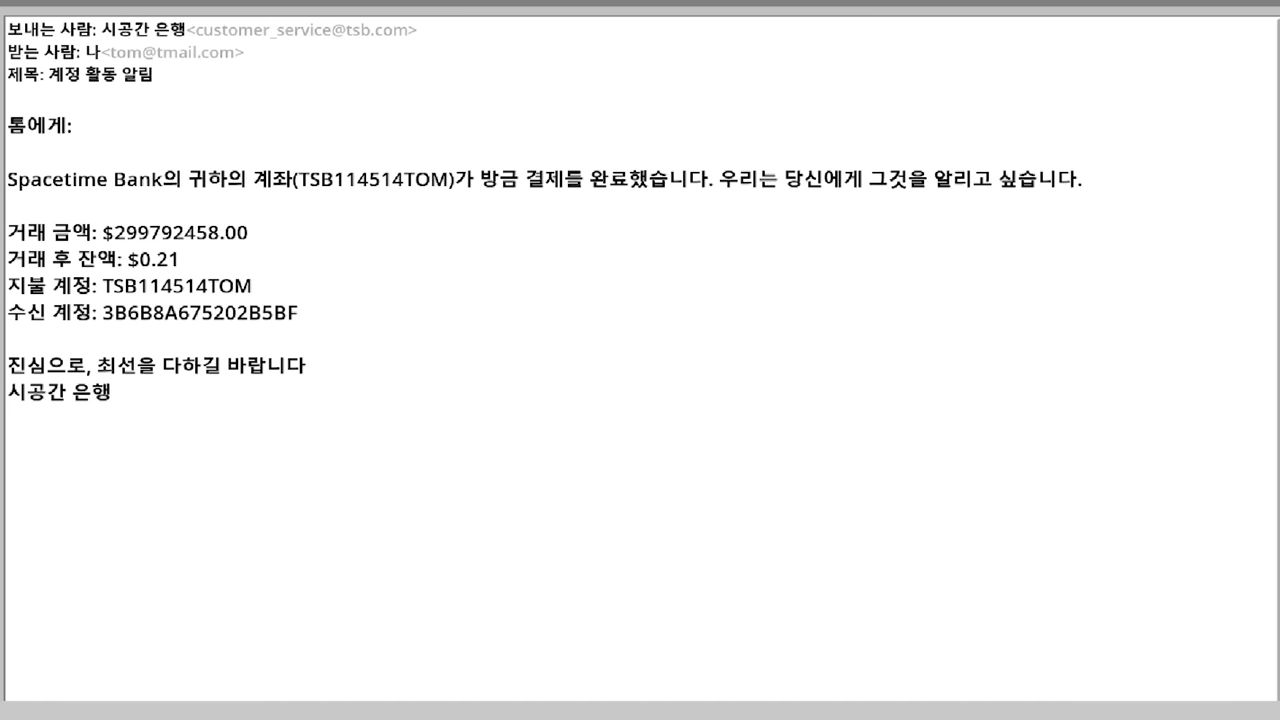 보내는 사람: 시공간 은행<customer_service@tsb.com>
받는 사람: 나<tom@tmail.com>
제목: 계정 활동 알림
톰에게:
Spacetime Bank의 귀하의 계좌(TSB114514TOM)가 방금 결제를 완료했습니다. 우리는 당신에게 그것을 알리고 싶습니다.
거래 금액: $299792458.00
거래 후 잔액: $0.21
지불 계정: TSB114514TOM
수신 계정: 3B6B8A675202B5BF
진심으로, 최선을 다하길 바랍니다
시공간 은행